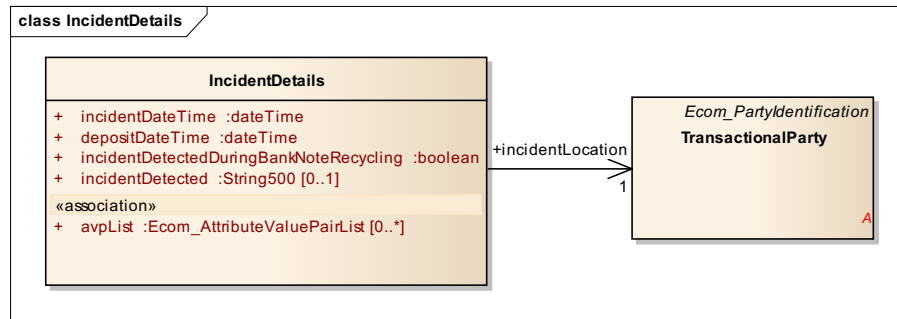 class IncidentDetails
IncidentDetails
+ incidentDateTime :dateTime
+ depositDateTime :dateTime
+ incidentDetectedDuringBankNoteRecycling :boolean
+ incidentDetected :String500 [0..1]
«association»
+ avpList :Ecom_AttributeValuePairList [0..*]
+incidentLocation
1
Ecom_PartyIdentification
TransactionalParty
A